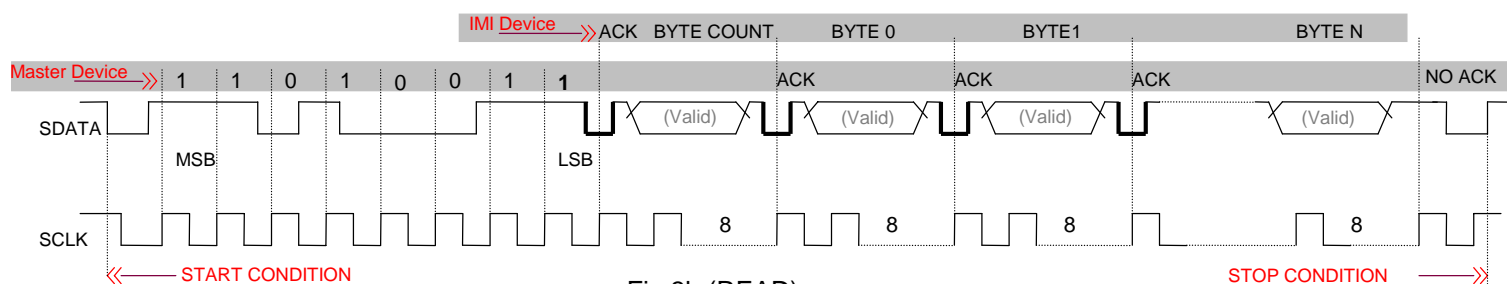 IMI Device ACK BYTE COUNT BYTE 0 BYTE1 BYTE N
Master Device 1 1 0 1 0 0 1 1 ACK ACK ACK NO ACK
SDATA (Valid) (Valid) (Valid) (Valid)
MSB LSB
SCLK 8 8 8 8
START CONDITION STOP CONDITION